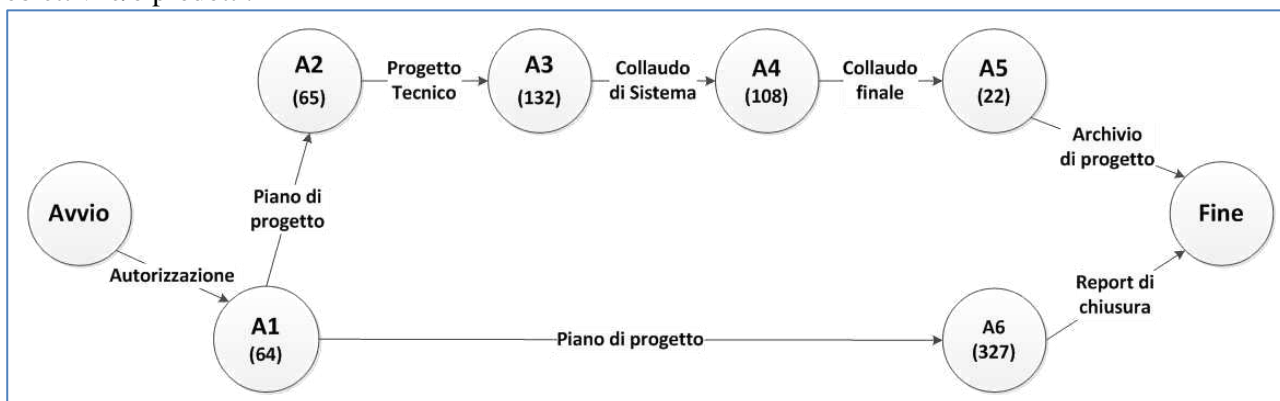 A2
(65)
Progetto
Tecnico
A3
(132)
Collaudo
di Sistema
A4
(108)
Collaudo
finale
A5
(22)
Archivio
di progetto
Piano di
progetto
Avvio
Fine
Autorizzazione
A1
(64)
Piano di progetto
A6
(327)
Report di
chiusura